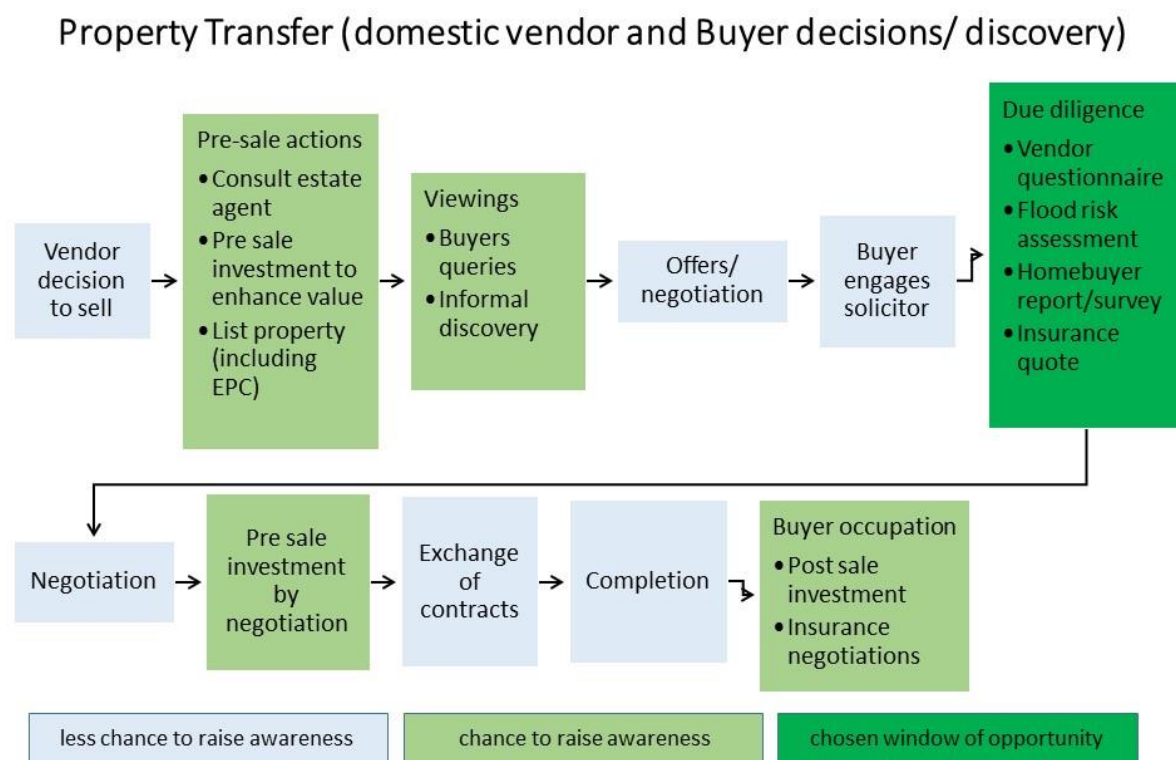 Property Transfer (domestic vendor and Buyer decisions/ discovery)
Vendor
decision
to sell
Pre-sale actions
•Consult estate
agent
•Pre sale
investment to
enhance value
•List property
(including
EPC)
Viewings
•Buyers
queries
•Informal
discovery
Offers/
negotiation
Buyer
engages
solicitor
Due diligence
•Vendor
questionnaire
•Flood risk
assessment
•Homebuyer
report/survey
•Insurance
quote
Negotiation
Pre sale
investment
by
negotiation
Exchange
of
contracts
Completion
Buyer occupation
•Post sale
investment
•Insurance
negotiations
less chance to raise awareness
chance to raise awareness
chosen window of opportunity